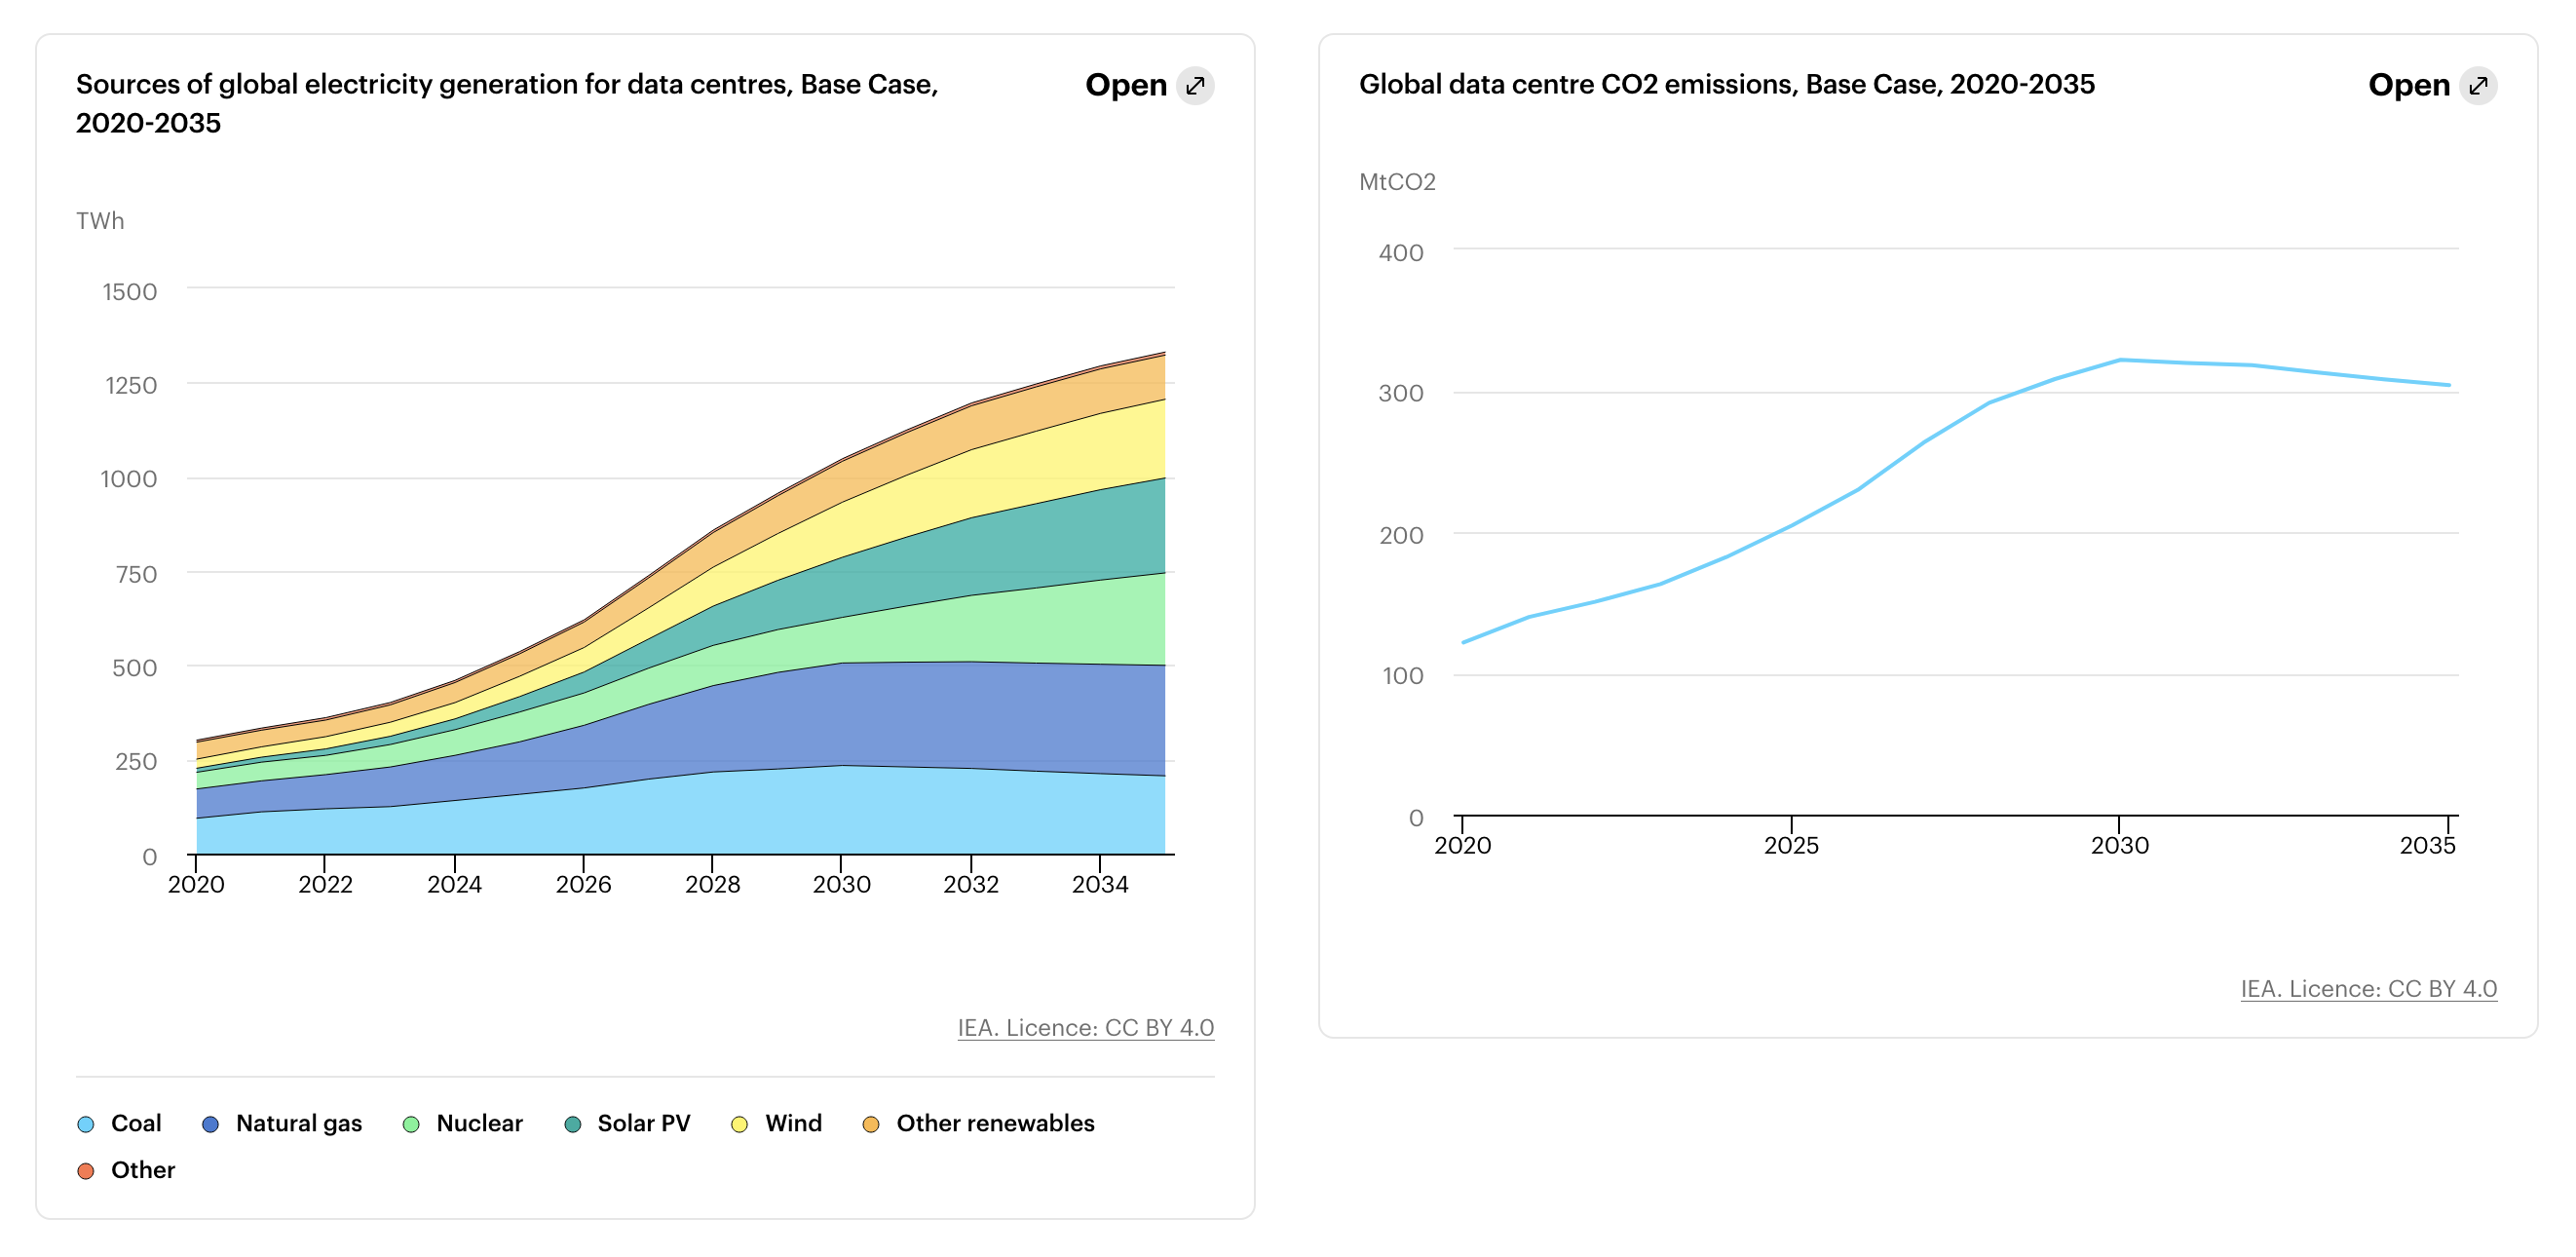 Sources of global electricity generation for data centres, Base Case,
2020-2035
Open
TWh
1500
1250
1000
750
500
250
0
2020 2022 2024 2026 2028 2030 2032 2034
IEA. Licence: CC BY 4.0
Coal Natural gas Nuclear Solar PV Wind Other renewables
Other
Global data centre CO2 emissions, Base Case, 2020-2035
Open
MtCO2
400
300
200
100
0
2020 2025 2030 2035
IEA. Licence: CC BY 4.0